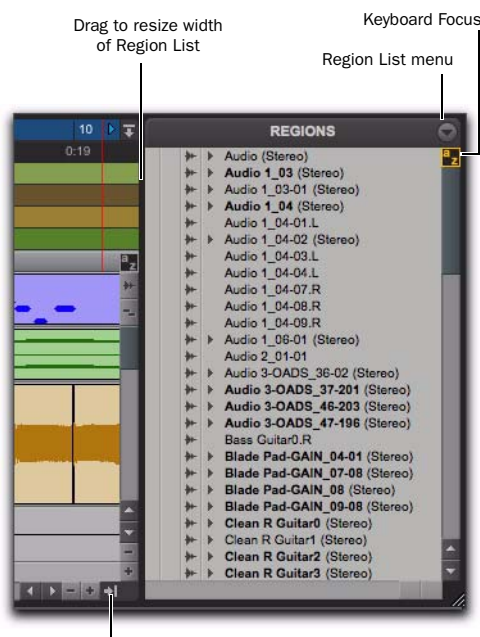 Drag to resize width
of Region List
Keyboard Focus
Region List menu
10
0:19
REGIONS
a z
Audio (Stereo)
Audio 1_03 (Stereo)
Audio 1_03-01 (Stereo)
Audio 1_04 (Stereo)
Audio 1_04-01.L
Audio 1_04-02 (Stereo)
Audio 1_04-03.L
Audio 1_04-04.L
Audio 1_04-07.R
Audio 1_04-08.R
Audio 1_04-09.R
Audio 1_06-01 (Stereo)
Audio 2_01-01
Audio 3-OADS_36-02 (Stereo)
Audio 3-OADS_37-201 (Stereo)
Audio 3-OADS_46-203 (Stereo)
Audio 3-OADS_47-196 (Stereo)
Bass Guitar0.R
Blade Pad-GAIN_04-01 (Stereo)
Blade Pad-GAIN_07-08 (Stereo)
Blade Pad-GAIN_08 (Stereo)
Blade Pad-GAIN_09-08 (Stereo)
Clean R Guitar0 (Stereo)
Clean R Guitar1 (Stereo)
Clean R Guitar2 (Stereo)
Clean R Guitar3 (Stereo)
a z